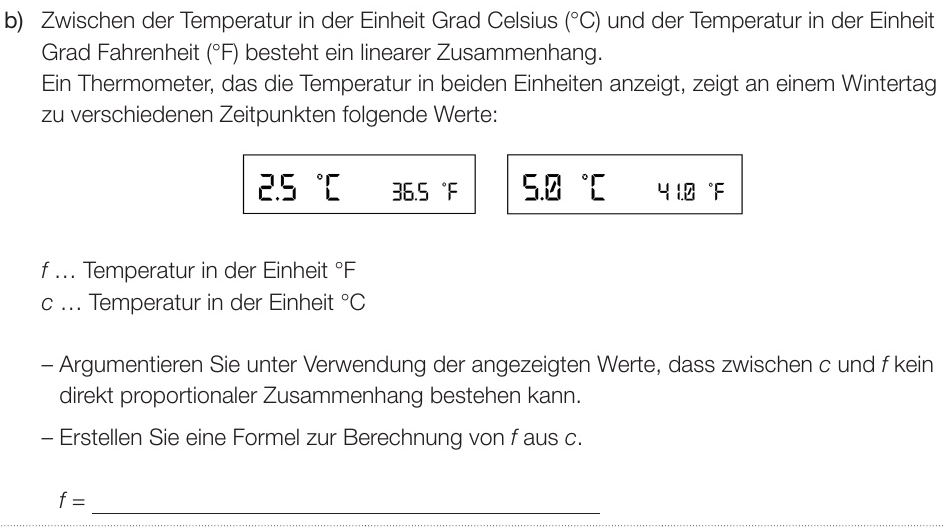 b) Zwischen der Temperatur in der Einheit Grad Celsius (°C) und der Temperatur in der Einheit
Grad Fahrenheit (°F) besteht ein linearer Zusammenhang.
Ein Thermometer, das die Temperatur in beiden Einheiten anzeigt, zeigt an einem Wintertag
zu verschiedenen Zeitpunkten folgende Werte:
2.5 °C 36.5 °F 5.0 °C 41.0 °F
f … Temperatur in der Einheit °F
c … Temperatur in der Einheit °C
– Argumentieren Sie unter Verwendung der angezeigten Werte, dass zwischen c und f kein
direkt proportionaler Zusammenhang bestehen kann.
– Erstellen Sie eine Formel zur Berechnung von f aus c.
f =